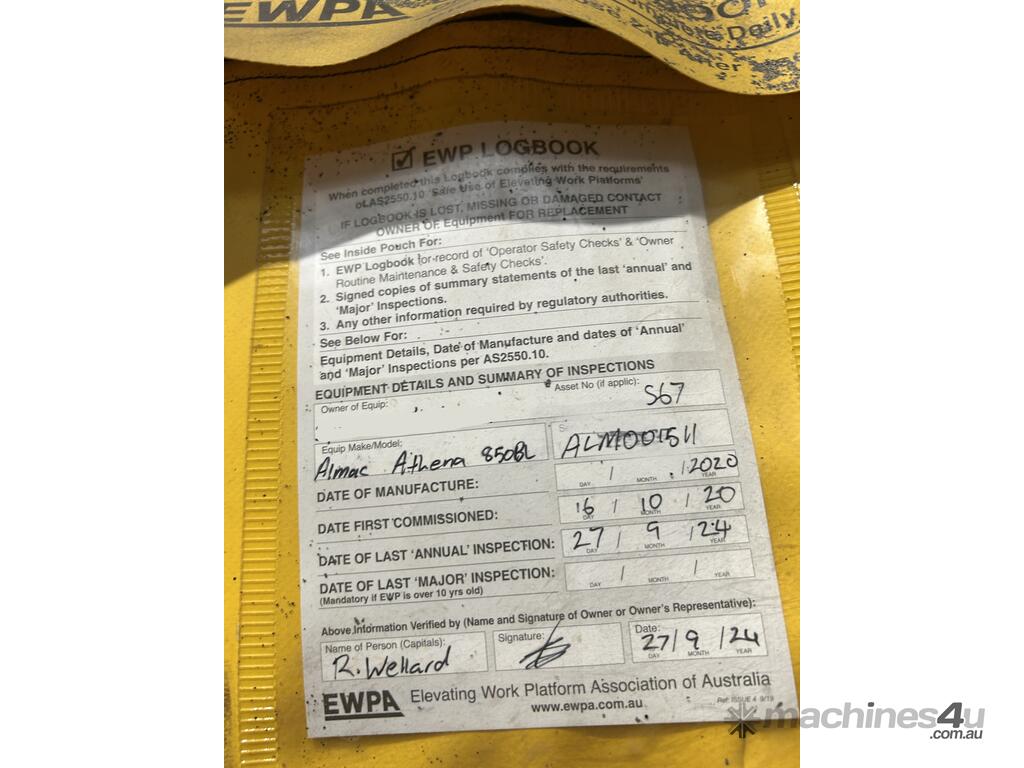 EWPA
Daily
☑ EWP LOGBOOK
When completed this Logbook complies with the requirements
of AS2550.10 'Safe Use of Elevating Work Platforms'
IF LOGBOOK IS LOST, MISSING OR DAMAGED CONTACT
OWNER OF Equipment FOR REPLACEMENT
See Inside Pouch For:
1. EWP Logbook for record of 'Operator Safety Checks' & 'Owner
Routine Maintenance & Safety Checks'.
2. Signed copies of summary statements of the last 'annual' and
'Major' Inspections.
3. Any other information required by regulatory authorities.
See Below For:
Equipment Details, Date of Manufacture and dates of 'Annual'
and 'Major' Inspections per AS2550.10.
EQUIPMENT DETAILS AND SUMMARY OF INSPECTIONS
Owner of Equip:
Asset No (if applic): S67
Equip Make/Model:
Almac Athena 850BL
ALM001511
DATE OF MANUFACTURE: / /2020
DAY MONTH YEAR
DATE FIRST COMMISSIONED: 16 / 10 / 20
DAY MONTH YEAR
DATE OF LAST 'ANNUAL' INSPECTION: 27 / 9 / 24
DAY MONTH YEAR
DATE OF LAST 'MAJOR' INSPECTION: / /
(Mandatory if EWP is over 10 yrs old) DAY MONTH YEAR
Above Information Verified by (Name and Signature of Owner or Owner's Representative):
Name of Person (Capitals): Signature: Date:
R. Wellard 27/9/24
DAY MONTH YEAR
EWPA Elevating Work Platform Association of Australia
www.ewpa.com.au
Ref: ISSUE 4 9/19
machines4u
.com.au